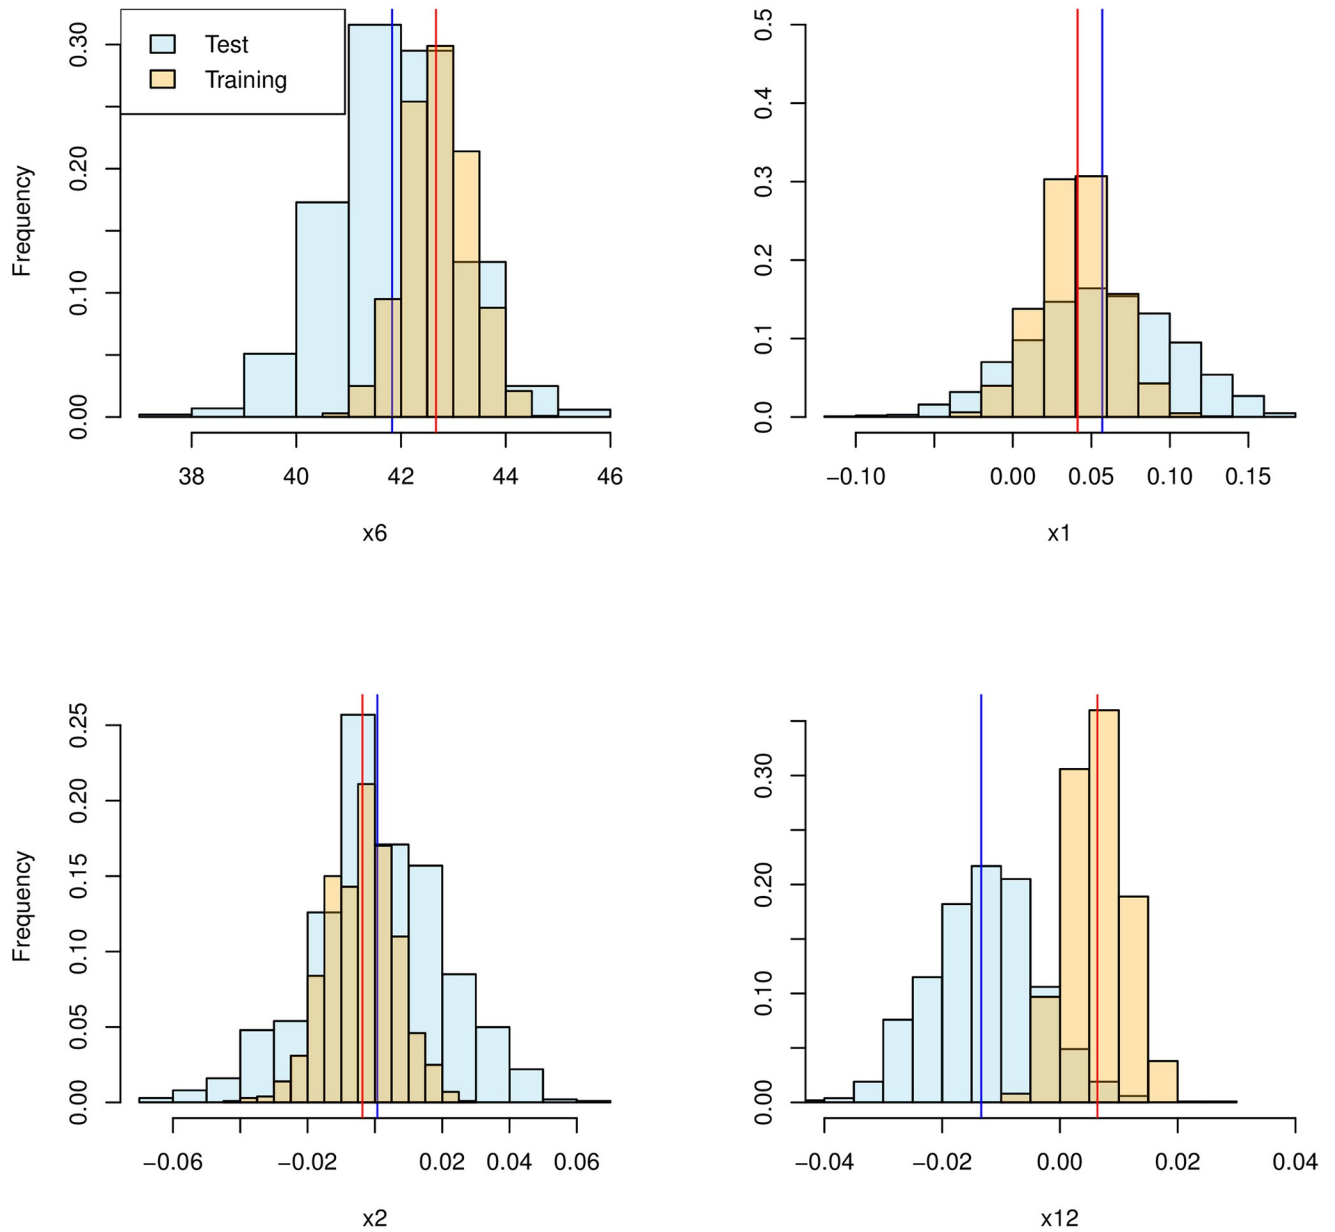 Test
Training
Frequency
0.00 0.10 0.20 0.30
38 40 42 44 46
x6
0.0 0.1 0.2 0.3 0.4 0.5
−0.10 0.00 0.05 0.10 0.15
x1
Frequency
0.00 0.05 0.10 0.15 0.20 0.25
−0.06 −0.02 0.02 0.04 0.06
x2
0.00 0.10 0.20 0.30
−0.04 −0.02 0.00 0.02 0.04
x12